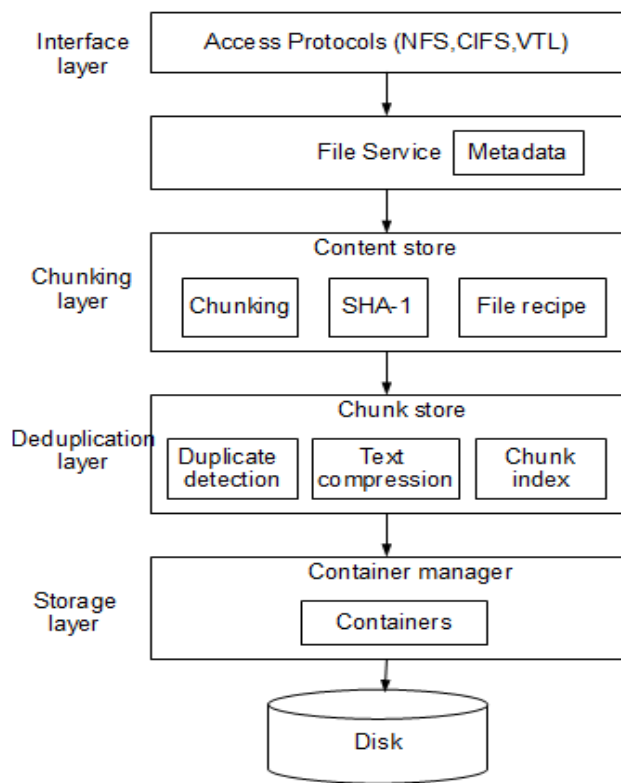 Interface
layer
Access Protocols (NFS,CIFS,VTL)
File Service
Metadata
Chunking
layer
Content store
Chunking
SHA-1
File recipe
Deduplication
layer
Chunk store
Duplicate
detection
Text
compression
Chunk
index
Storage
layer
Container manager
Containers
Disk